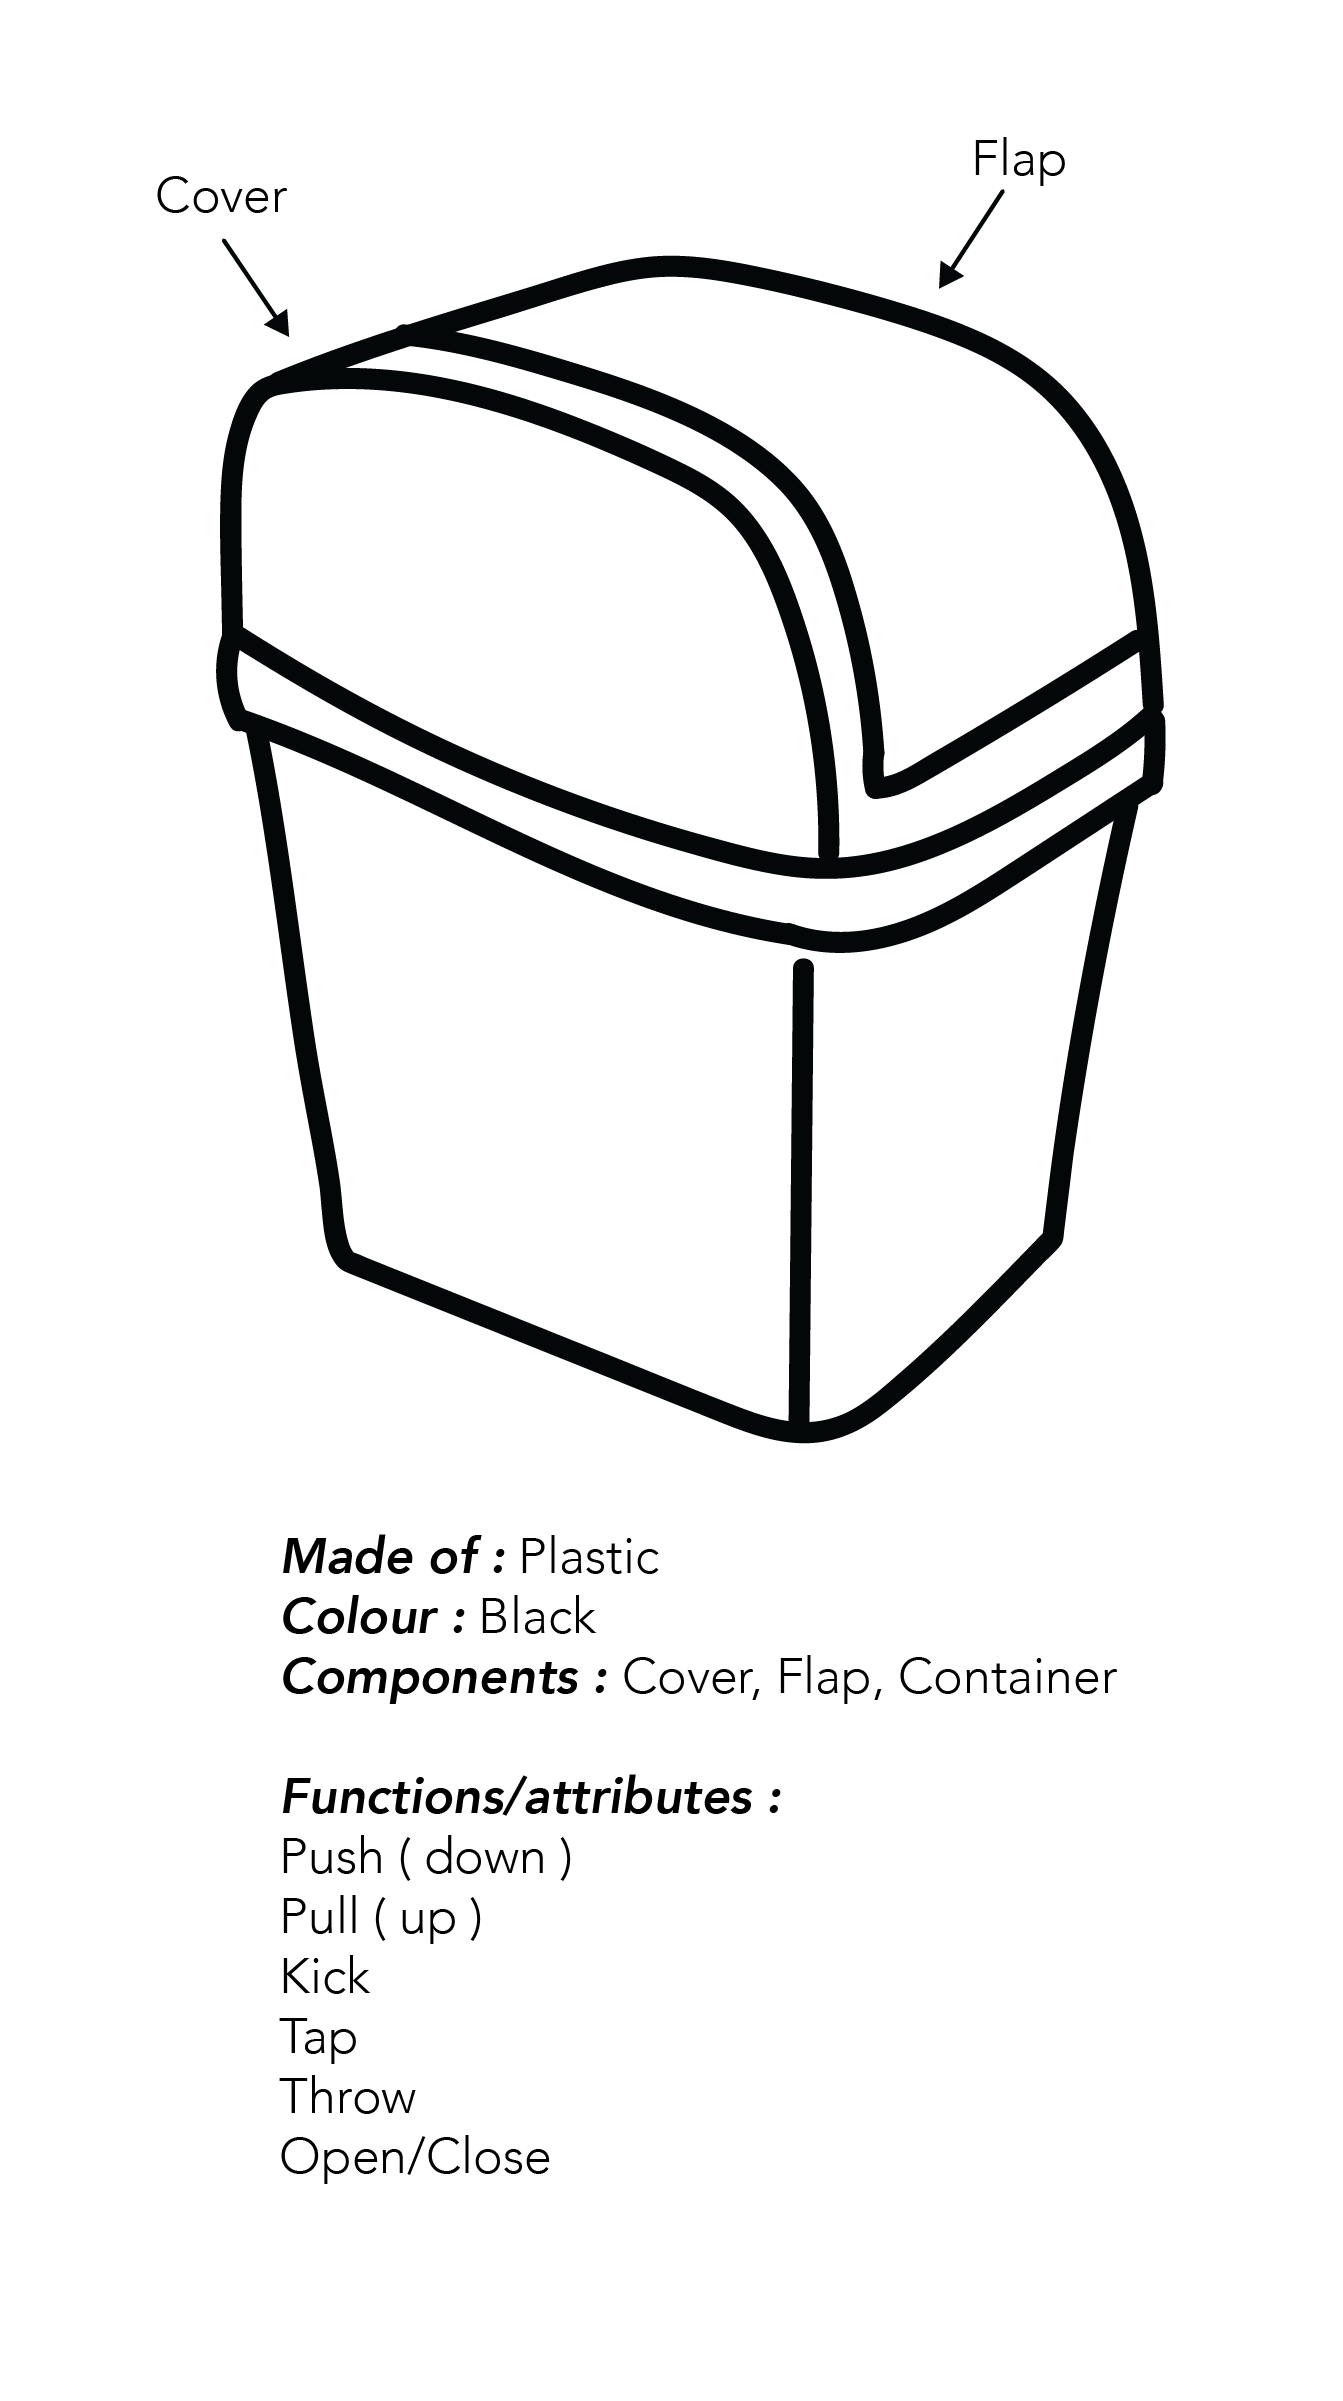 Cover
Flap
Made of : Plastic
Colour : Black
Components : Cover, Flap, Container
Functions/attributes :
Push ( down )
Pull ( up )
Kick
Tap
Throw
Open/Close